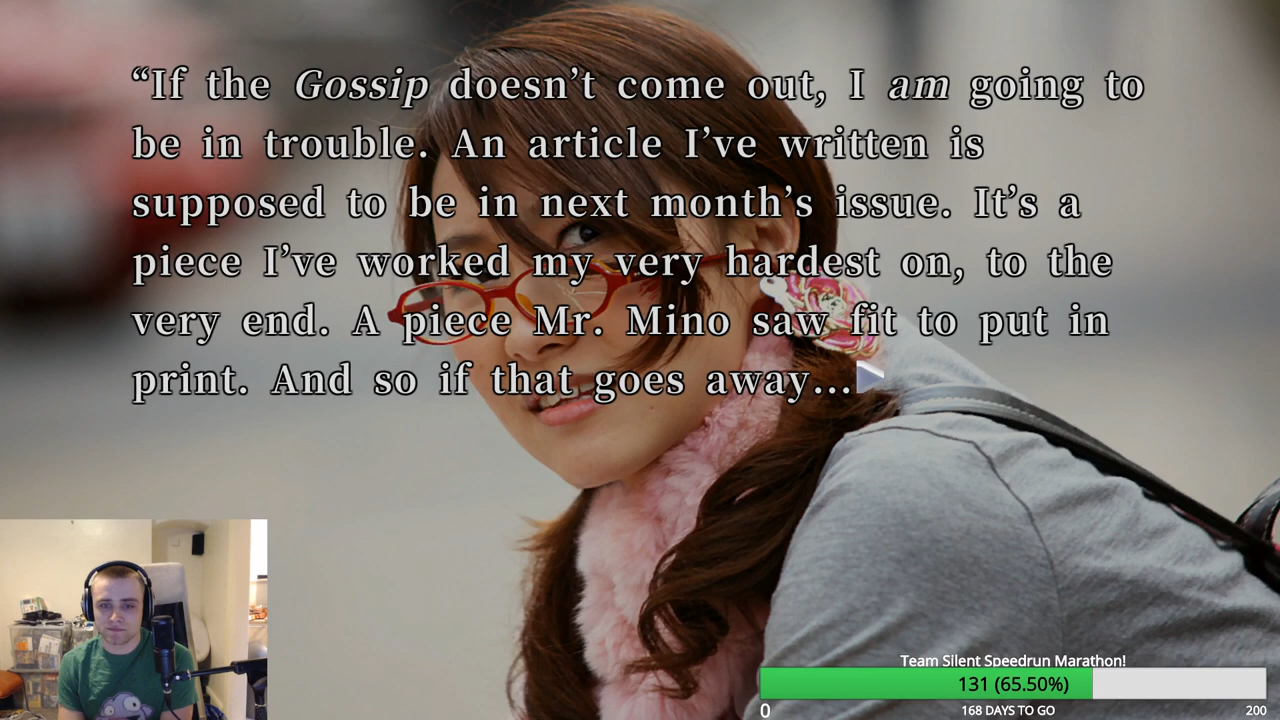 “If the Gossip doesn’t come out, I am going to
be in trouble. An article I’ve written is
supposed to be in next month’s issue. It’s a
piece I’ve worked my very hardest on, to the
very end. A piece Mr. Mino saw fit to put in
print. And so if that goes away...
Team Silent Speedrun Marathon!
131 (65.50%)
0 168 DAYS TO GO 200